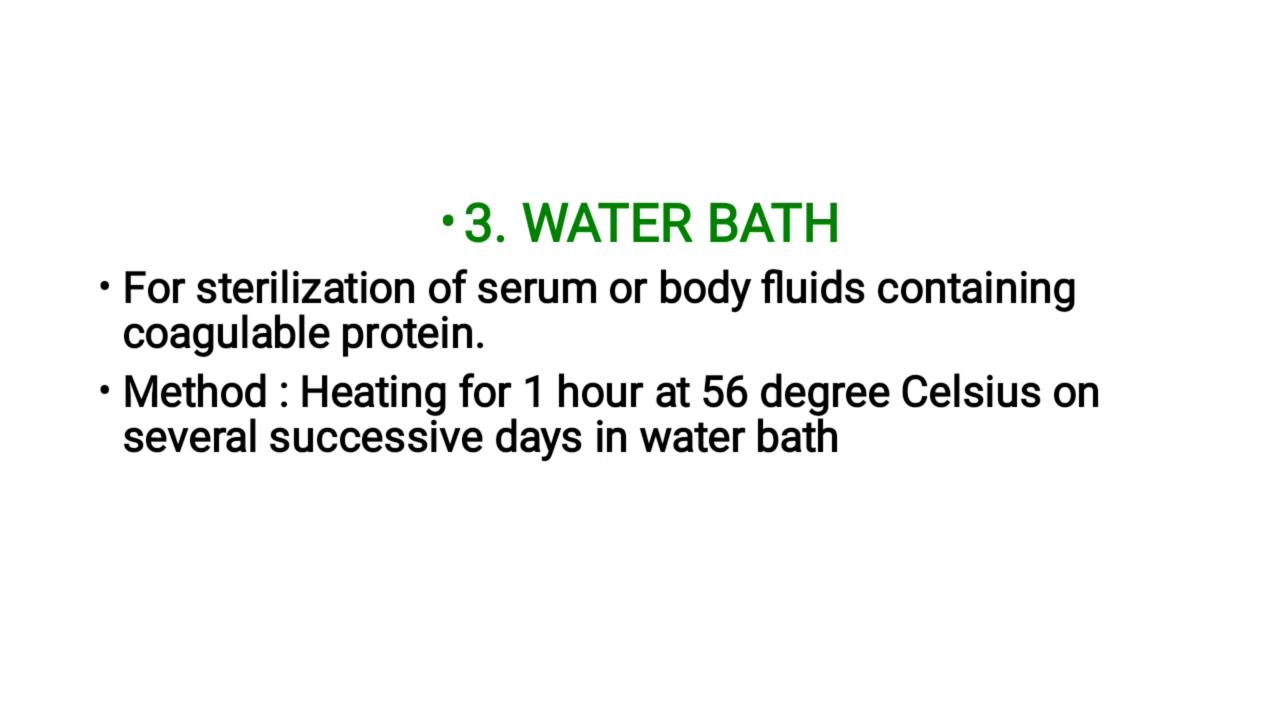 • 3. WATER BATH
• For sterilization of serum or body fluids containing
coagulable protein.
• Method : Heating for 1 hour at 56 degree Celsius on
several successive days in water bath